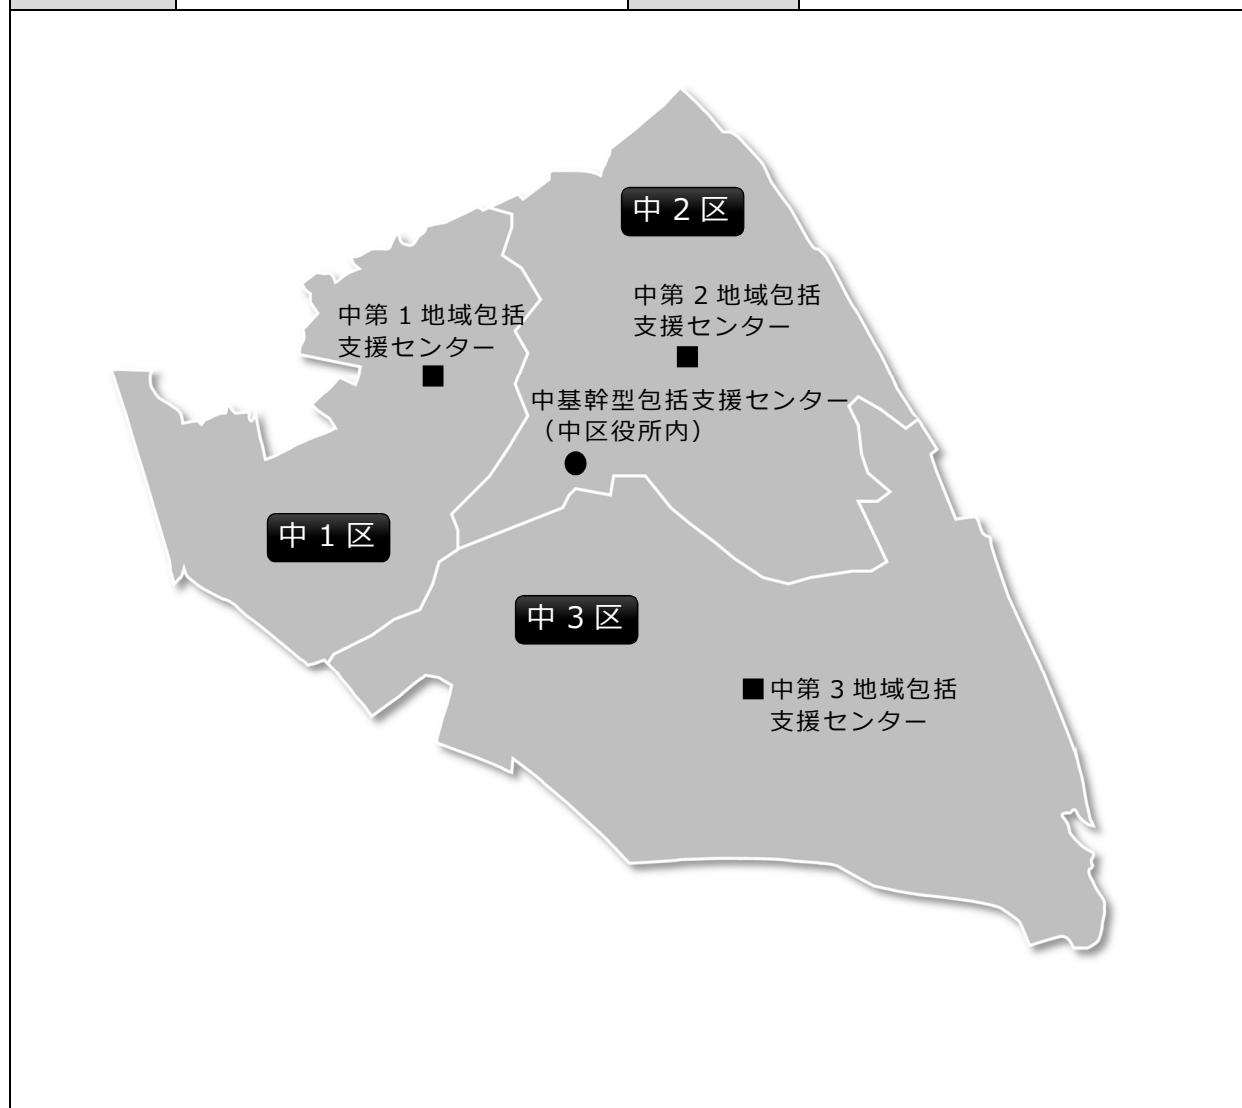 中２区
中第２地域包括
支援センター
中第１地域包括
支援センター
中基幹型包括支援センター
（中区役所内）
中１区
中３区
中第３地域包括
支援センター